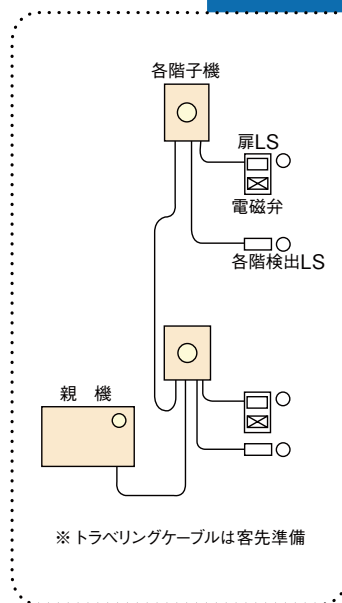 各階子機
扉LS
電磁弁
各階検出LS
親 機
※ トラベリングケーブルは客先準備